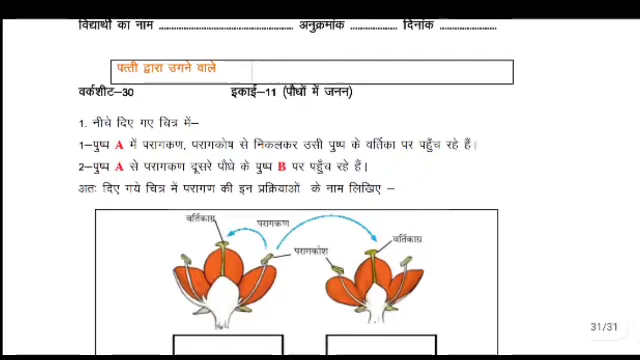 विद्यार्थी का नाम ........................................................ अनुक्रमांक .................... दिनांक ....................................
पत्ती द्वारा उगने वाले
वर्कशीट–30 इकाई–11 (पौधों में जनन)
1. नीचे दिए गए चित्र में–
1–पुष्प A में परागकण, परागकोष से निकलकर उसी पुष्प के वर्तिका पर पहुँच रहे हैं।
2–पुष्प A से परागकण दूसरे पौधे के पुष्प B पर पहुँच रहे हैं।
अतः दिए गये चित्र में परागण की इन प्रक्रियाओं के नाम लिखिए –
वर्तिकाग्र परागकण वर्तिकाग्र
परागकोश
31/31